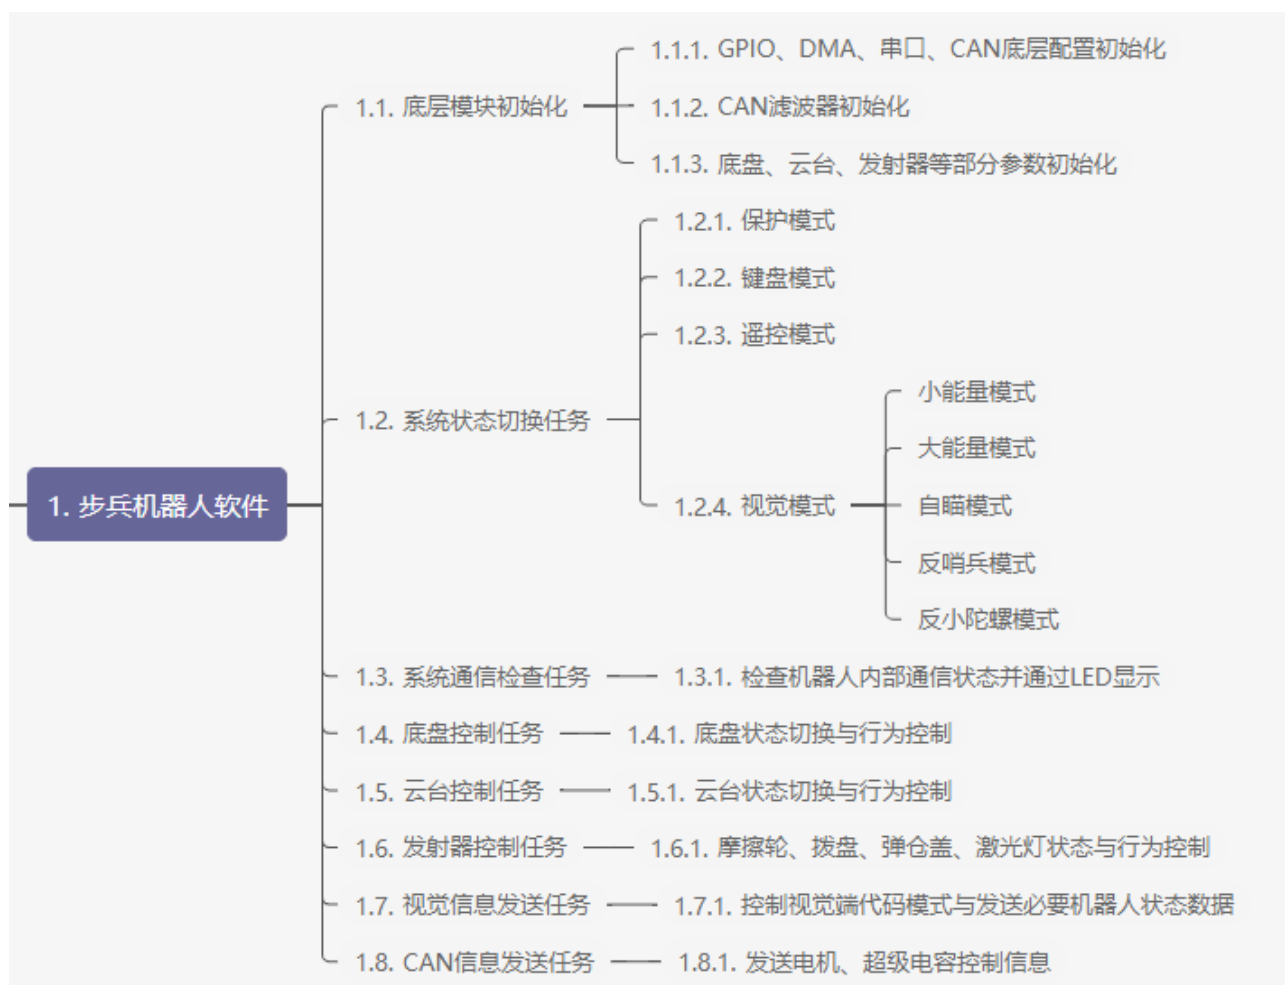 1. 步兵机器人软件
1.1. 底层模块初始化
1.1.1. GPIO、DMA、串口、CAN底层配置初始化
1.1.2. CAN滤波器初始化
1.1.3. 底盘、云台、发射器等部分参数初始化
1.2. 系统状态切换任务
1.2.1. 保护模式
1.2.2. 键盘模式
1.2.3. 遥控模式
1.2.4. 视觉模式
小能量模式
大能量模式
自瞄模式
反哨兵模式
反小陀螺模式
1.3. 系统通信检查任务
1.3.1. 检查机器人内部通信状态并通过LED显示
1.4. 底盘控制任务
1.4.1. 底盘状态切换与行为控制
1.5. 云台控制任务
1.5.1. 云台状态切换与行为控制
1.6. 发射器控制任务
1.6.1. 摩擦轮、拨盘、弹仓盖、激光灯状态与行为控制
1.7. 视觉信息发送任务
1.7.1. 控制视觉端代码模式与发送必要机器人状态数据
1.8. CAN信息发送任务
1.8.1. 发送电机、超级电容控制信息